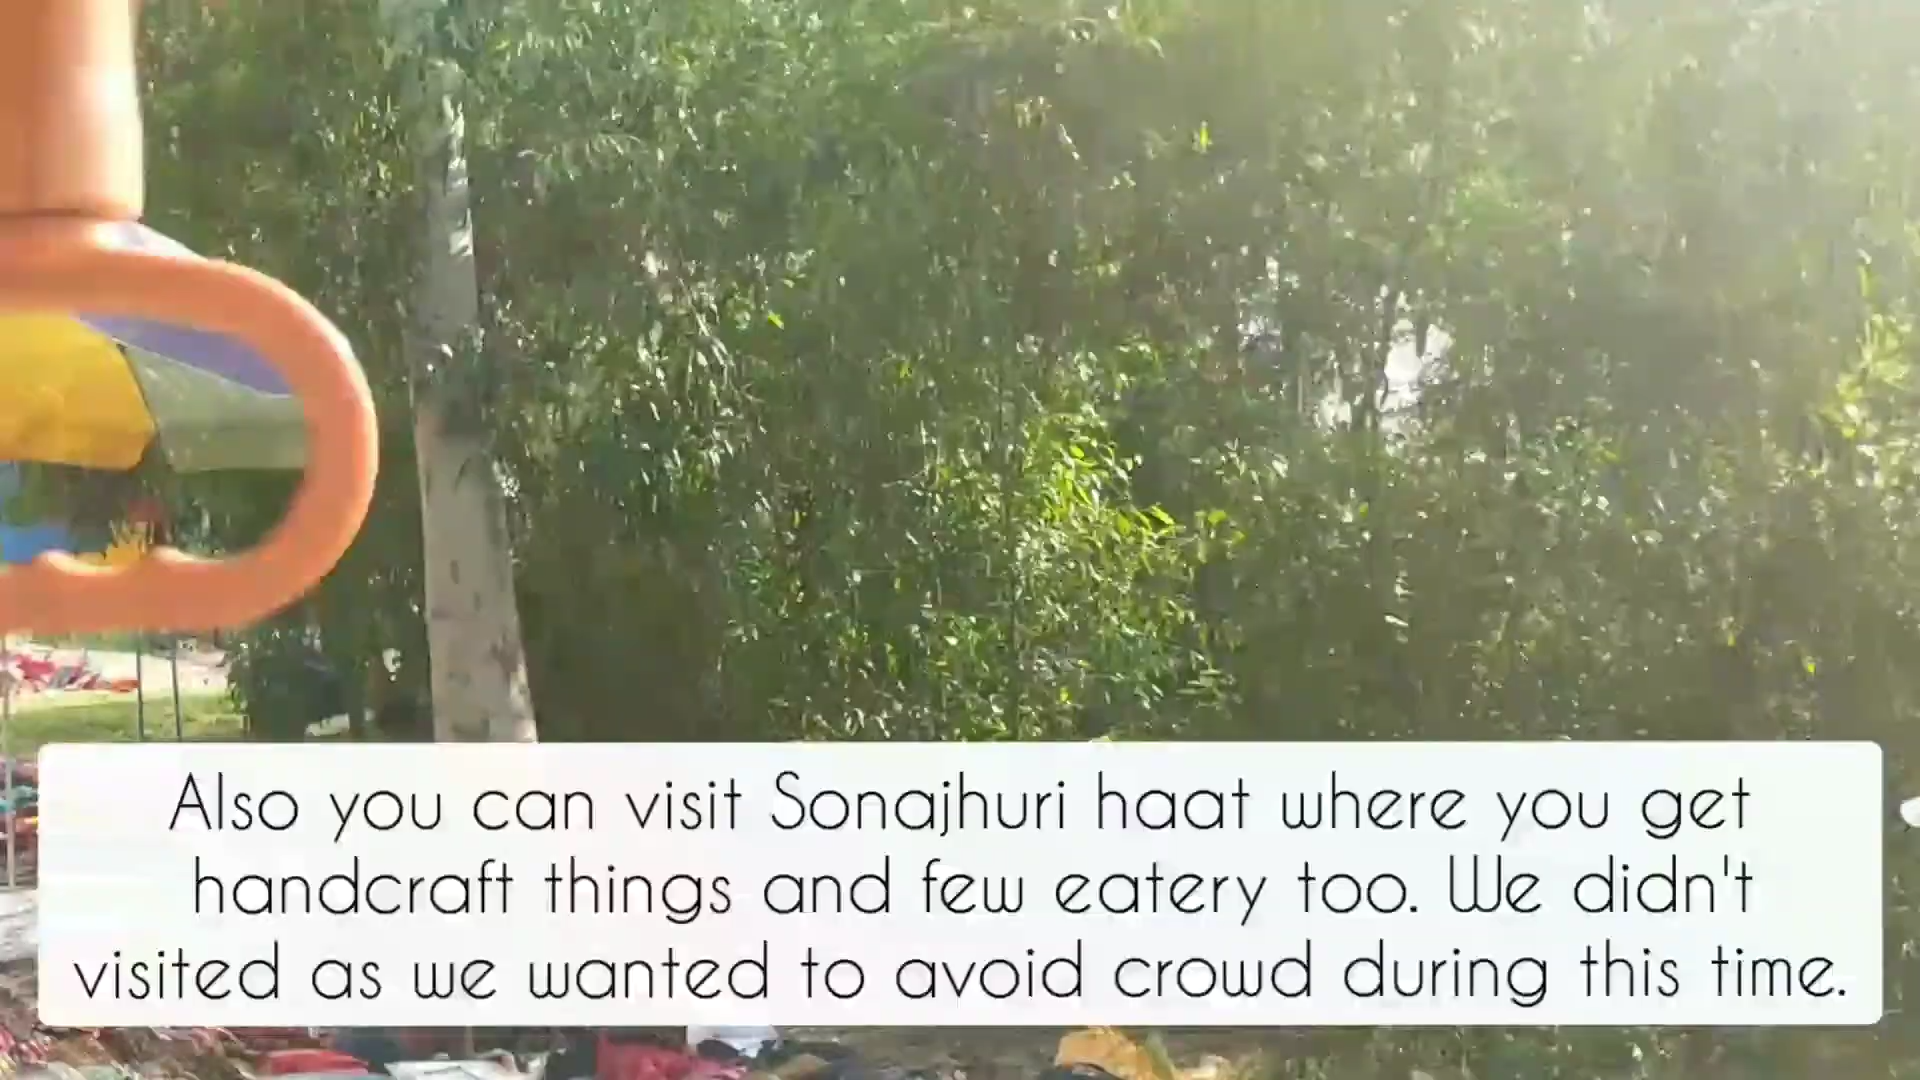 Also you can visit Sonajhuri haat where you get
handcraft things and few eatery too. We didn't
visited as we wanted to avoid crowd during this time.